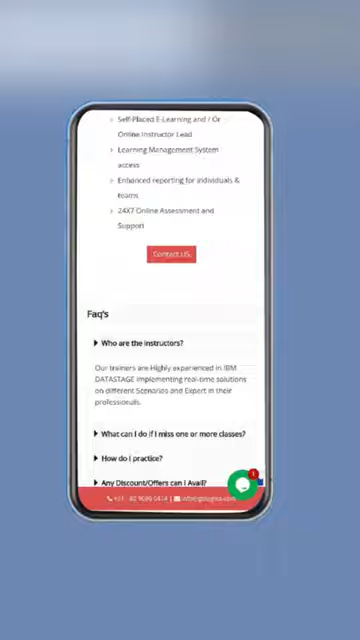 Self-Placed E-Learning and / Or
Online Instructor Lead
Learning Management System
access
Enhanced reporting for individuals &
teams
24X7 Online Assessment and
Support
Contact US
Faq's
Who are the instructors?
Our trainers are Highly experienced in IBM
DATASTAGE implementing real-time solutions
on different Scenarios and Expert in their
professionals.
What can I do if I miss one or more classes?
How do I practice?
Any Discount/Offers can I Avail?
1